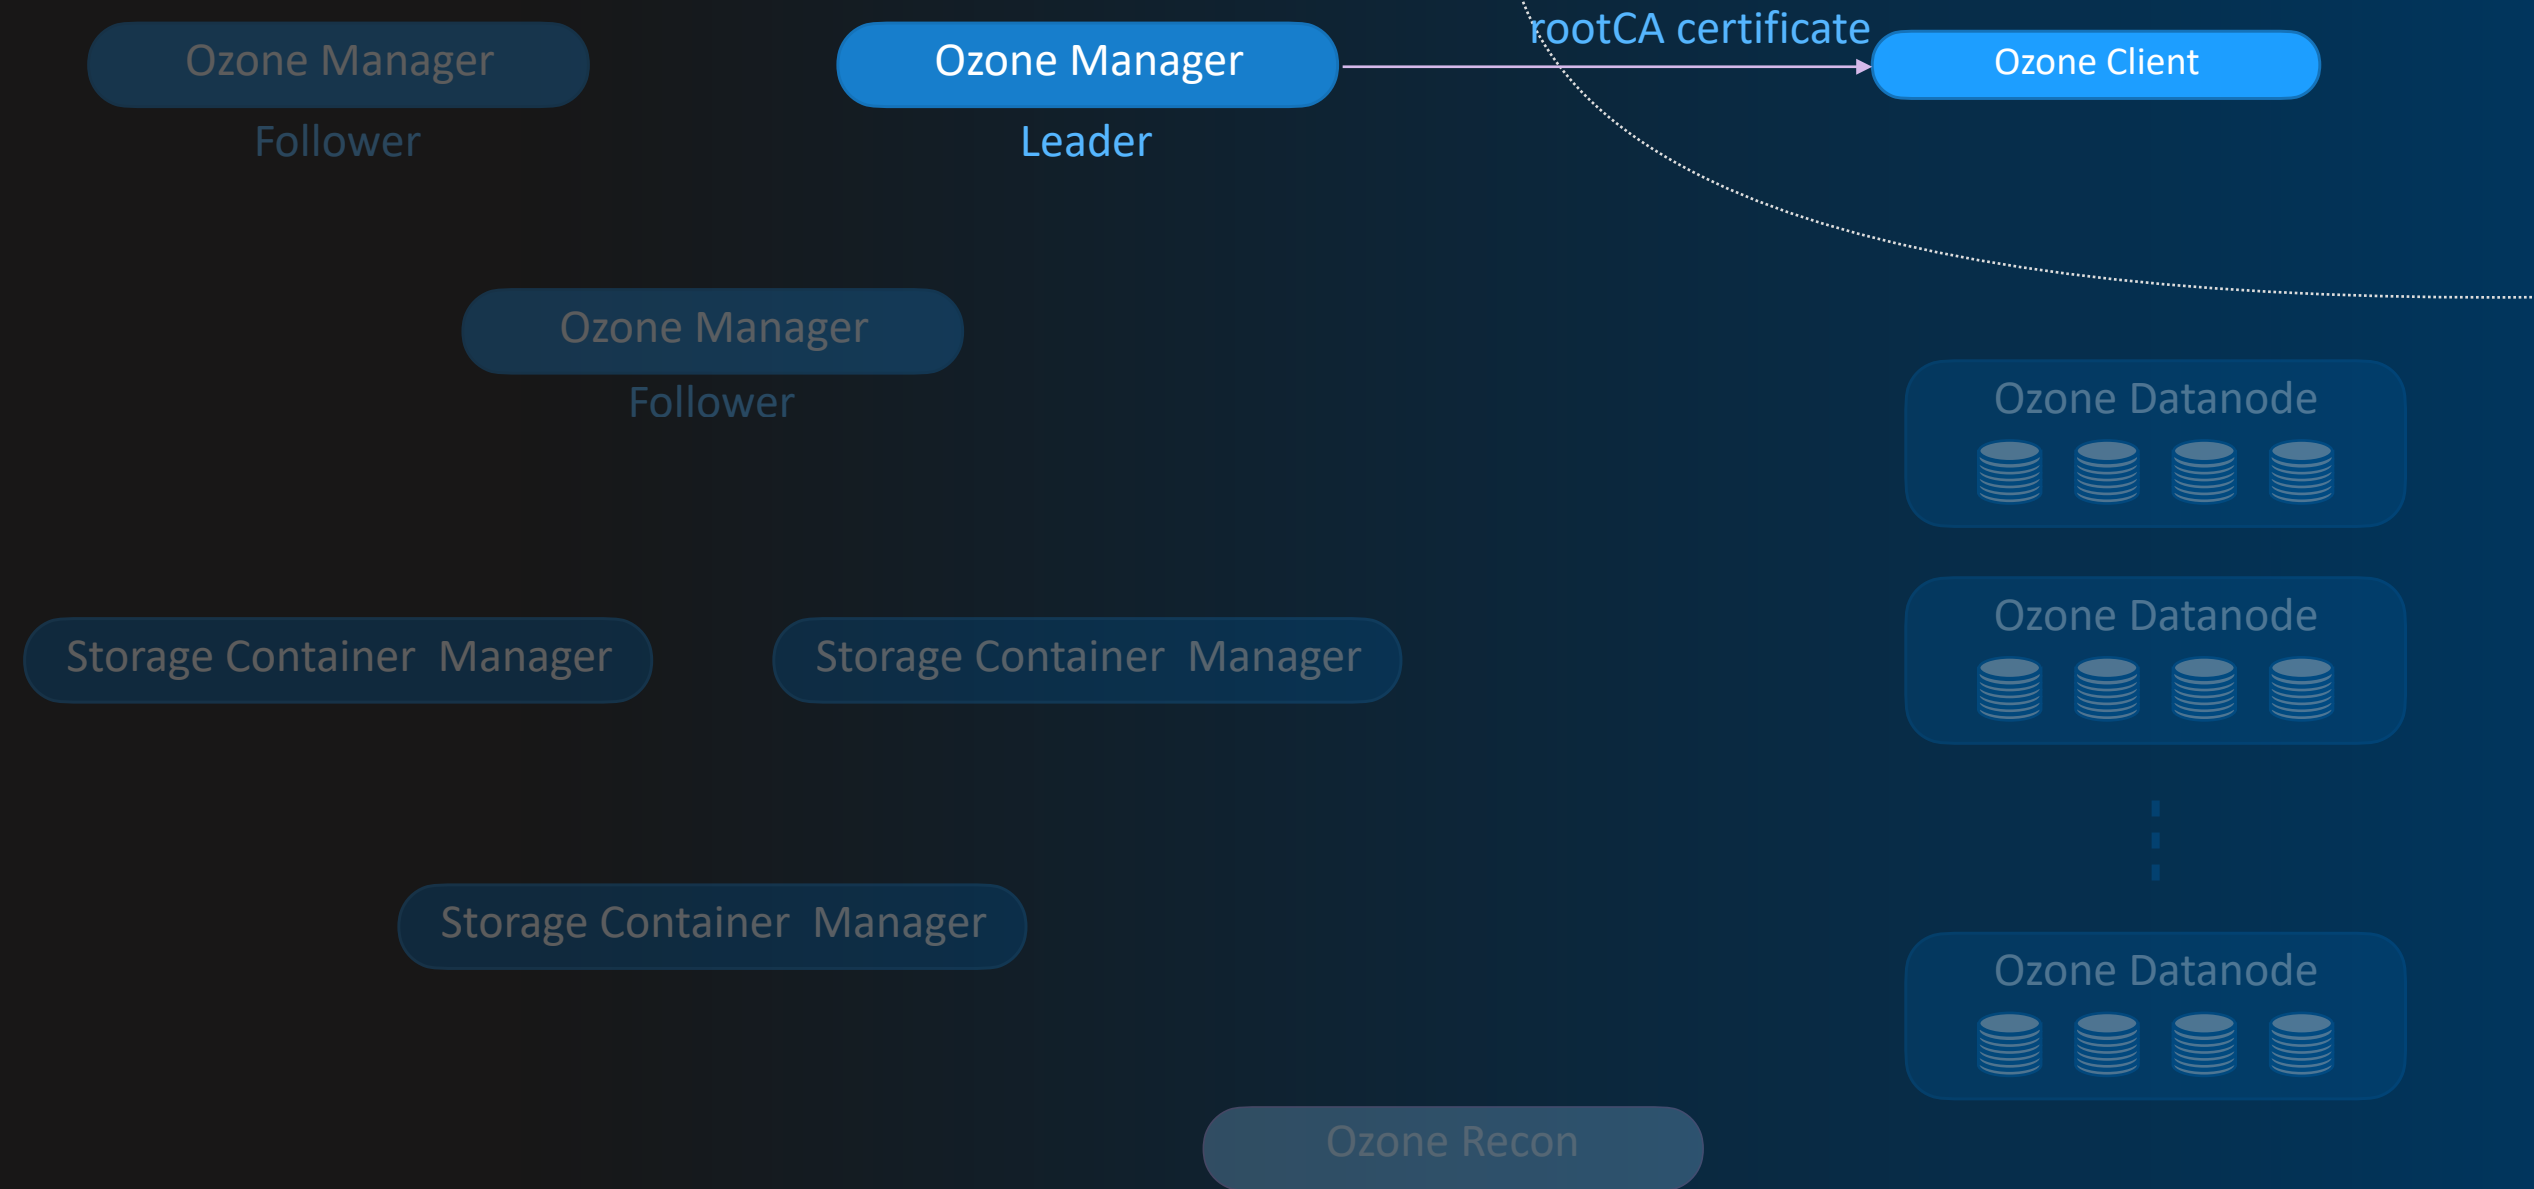 rootCA certificate
Ozone Manager
Ozone Manager
Ozone Client
Follower
Leader
Ozone Manager
Follower
Ozone Datanode
Ozone Datanode
Storage Container  Manager
Storage Container  Manager
Storage Container  Manager
Ozone Datanode
Ozone Recon